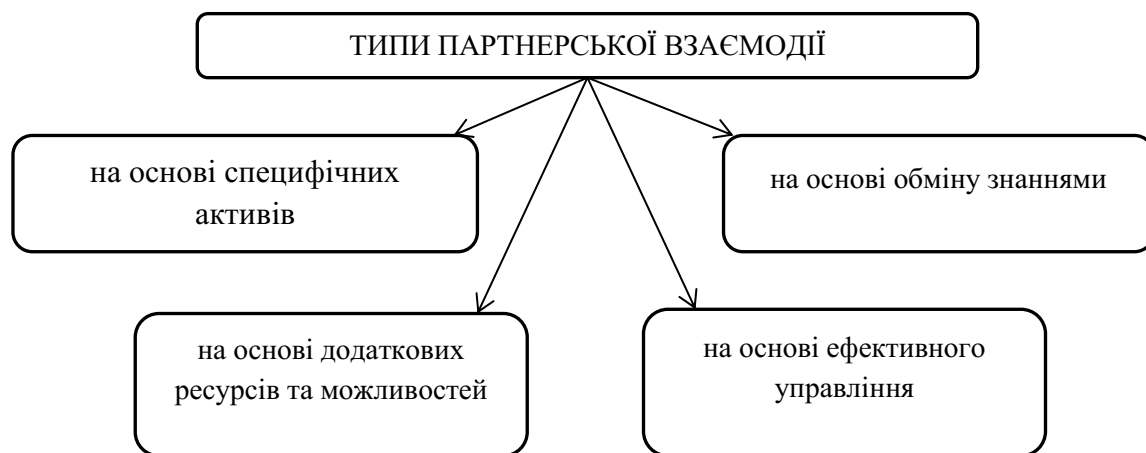 ТИПИ ПАРТНЕРСЬКОЇ ВЗАЄМОДІЇ
на основі специфічних
активів
на основі обміну знаннями
на основі додаткових
ресурсів та можливостей
на основі ефективного
управління